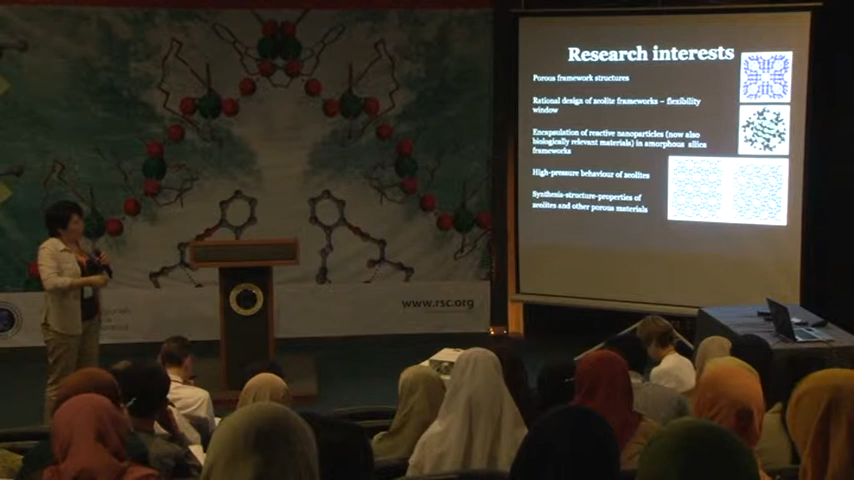 Research interests
Porous framework structures
Rational design of zeolite frameworks – flexibility
window
Encapsulation of reactive nanoparticles (now also
biologically relevant materials) in amorphous silica
frameworks
High-pressure behaviour of zeolites
Synthesis-structure-properties of
zeolites and other porous materials
www.rsc.org